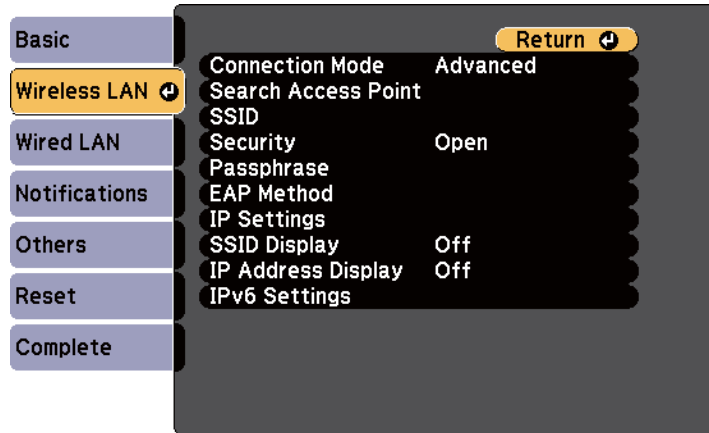 Basic
Wireless LAN
Wired LAN
Notifications
Others
Reset
Complete
Return
Connection Mode Advanced
Search Access Point
SSID
Security Open
Passphrase
EAP Method
IP Settings
SSID Display Off
IP Address Display Off
IPv6 Settings